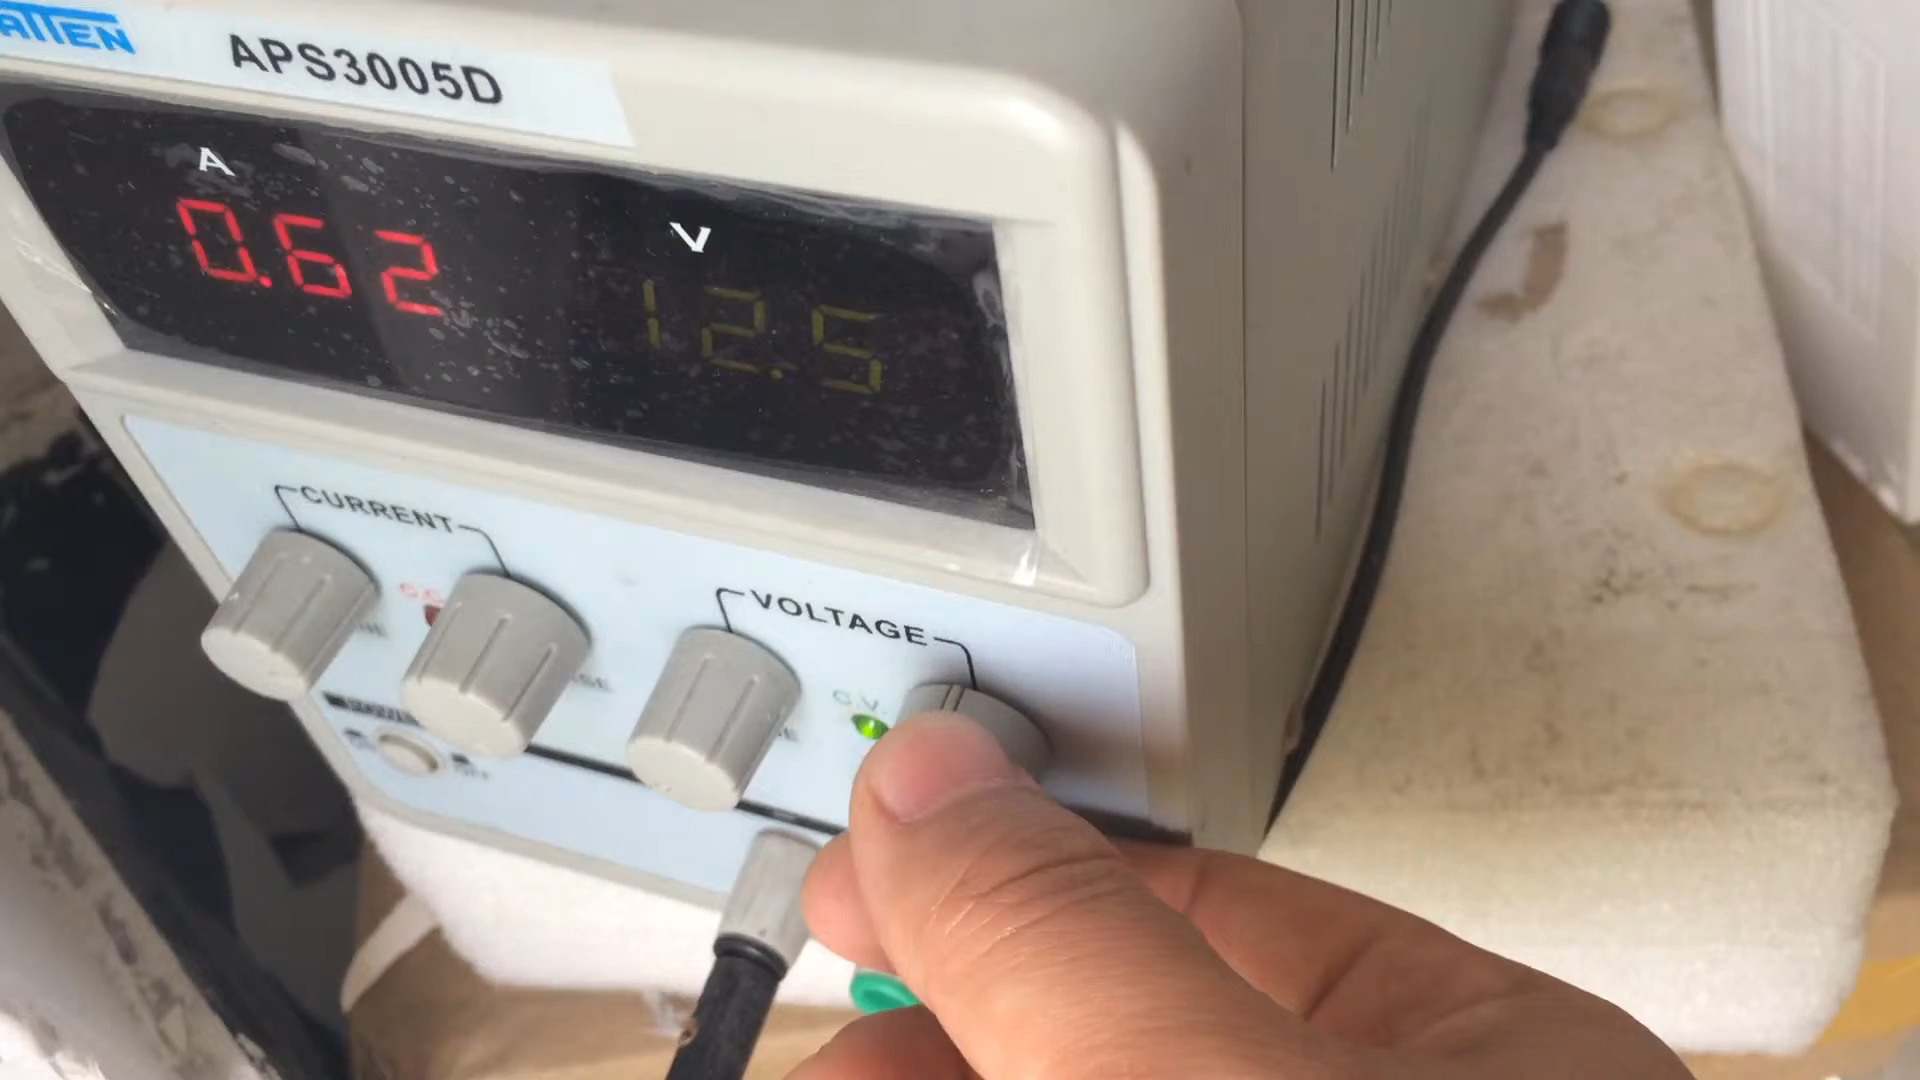 ATTEN
APS3005D
A
V
0.62
12.5
CURRENT
VOLTAGE
C.V.